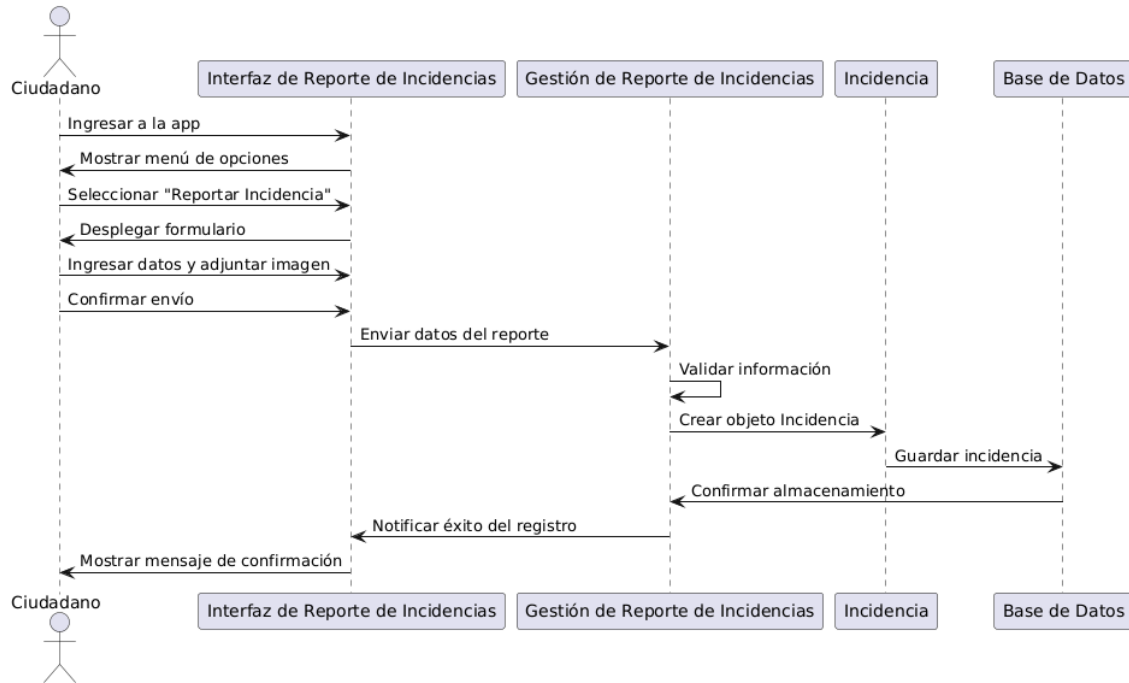 Ciudadano
Interfaz de Reporte de Incidencias
Gestión de Reporte de Incidencias
Incidencia
Base de Datos
Ingresar a la app
Mostrar menú de opciones
Seleccionar "Reportar Incidencia"
Desplegar formulario
Ingresar datos y adjuntar imagen
Confirmar envío
Enviar datos del reporte
Validar información
Crear objeto Incidencia
Guardar incidencia
Confirmar almacenamiento
Notificar éxito del registro
Mostrar mensaje de confirmación
Ciudadano
Interfaz de Reporte de Incidencias
Gestión de Reporte de Incidencias
Incidencia
Base de Datos